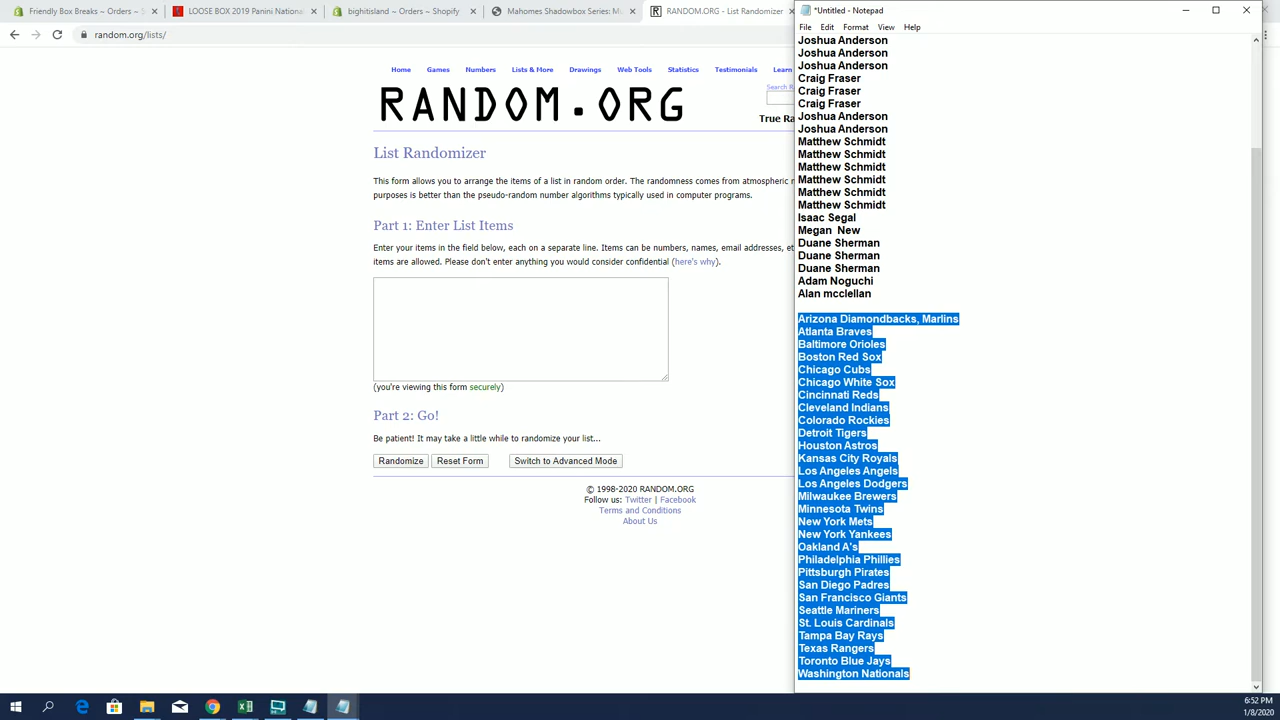 Friendly Box Breaks ~ Orders ~ S
LOOSE BOX 2019 Panini Nationa
bighitisland ~ Orders ~ Shopify
Mahomes Shadowbox Series: Mu
RANDOM.ORG - List Randomizer
random.org/lists/
Home
Games
Numbers
Lists & More
Drawings
Web Tools
Statistics
Testimonials
Learn
Search R
RANDOM.ORG
True Ra
List Randomizer
This form allows you to arrange the items of a list in random order. The randomness comes from atmospheric n
purposes is better than the pseudo-random number algorithms typically used in computer programs.
Part 1: Enter List Items
Enter your items in the field below, each on a separate line. Items can be numbers, names, email addresses, et
items are allowed. Please don't enter anything you would consider confidential (here's why).
(you're viewing this form securely)
Part 2: Go!
Be patient! It may take a little while to randomize your list...
Randomize
Reset Form
Switch to Advanced Mode
© 1998-2020 RANDOM.ORG
Follow us: Twitter | Facebook
Terms and Conditions
About Us
*Untitled - Notepad
File Edit Format View Help
Joshua Anderson
Joshua Anderson
Joshua Anderson
Craig Fraser
Craig Fraser
Craig Fraser
Joshua Anderson
Joshua Anderson
Matthew Schmidt
Matthew Schmidt
Matthew Schmidt
Matthew Schmidt
Matthew Schmidt
Matthew Schmidt
Isaac Segal
Megan New
Duane Sherman
Duane Sherman
Duane Sherman
Adam Noguchi
Alan mcclellan
Arizona Diamondbacks, Marlins
Atlanta Braves
Baltimore Orioles
Boston Red Sox
Chicago Cubs
Chicago White Sox
Cincinnati Reds
Cleveland Indians
Colorado Rockies
Detroit Tigers
Houston Astros
Kansas City Royals
Los Angeles Angels
Los Angeles Dodgers
Milwaukee Brewers
Minnesota Twins
New York Mets
New York Yankees
Oakland A's
Philadelphia Phillies
Pittsburgh Pirates
San Diego Padres
San Francisco Giants
Seattle Mariners
St. Louis Cardinals
Tampa Bay Rays
Texas Rangers
Toronto Blue Jays
Washington Nationals
6:52 PM
1/8/2020